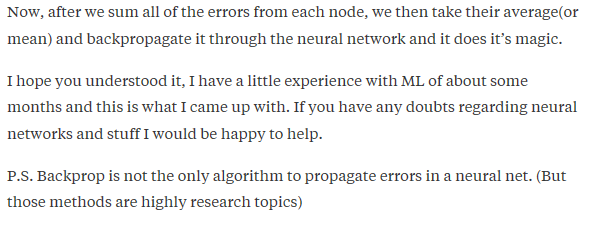 Now, after we sum all of the errors from each node, we then take their average(or
mean) and backpropagate it through the neural network and it does it’s magic.
I hope you understood it, I have a little experience with ML of about some
months and this is what I came up with. If you have any doubts regarding neural
networks and stuff I would be happy to help.
P.S. Backprop is not the only algorithm to propagate errors in a neural net. (But
those methods are highly research topics)